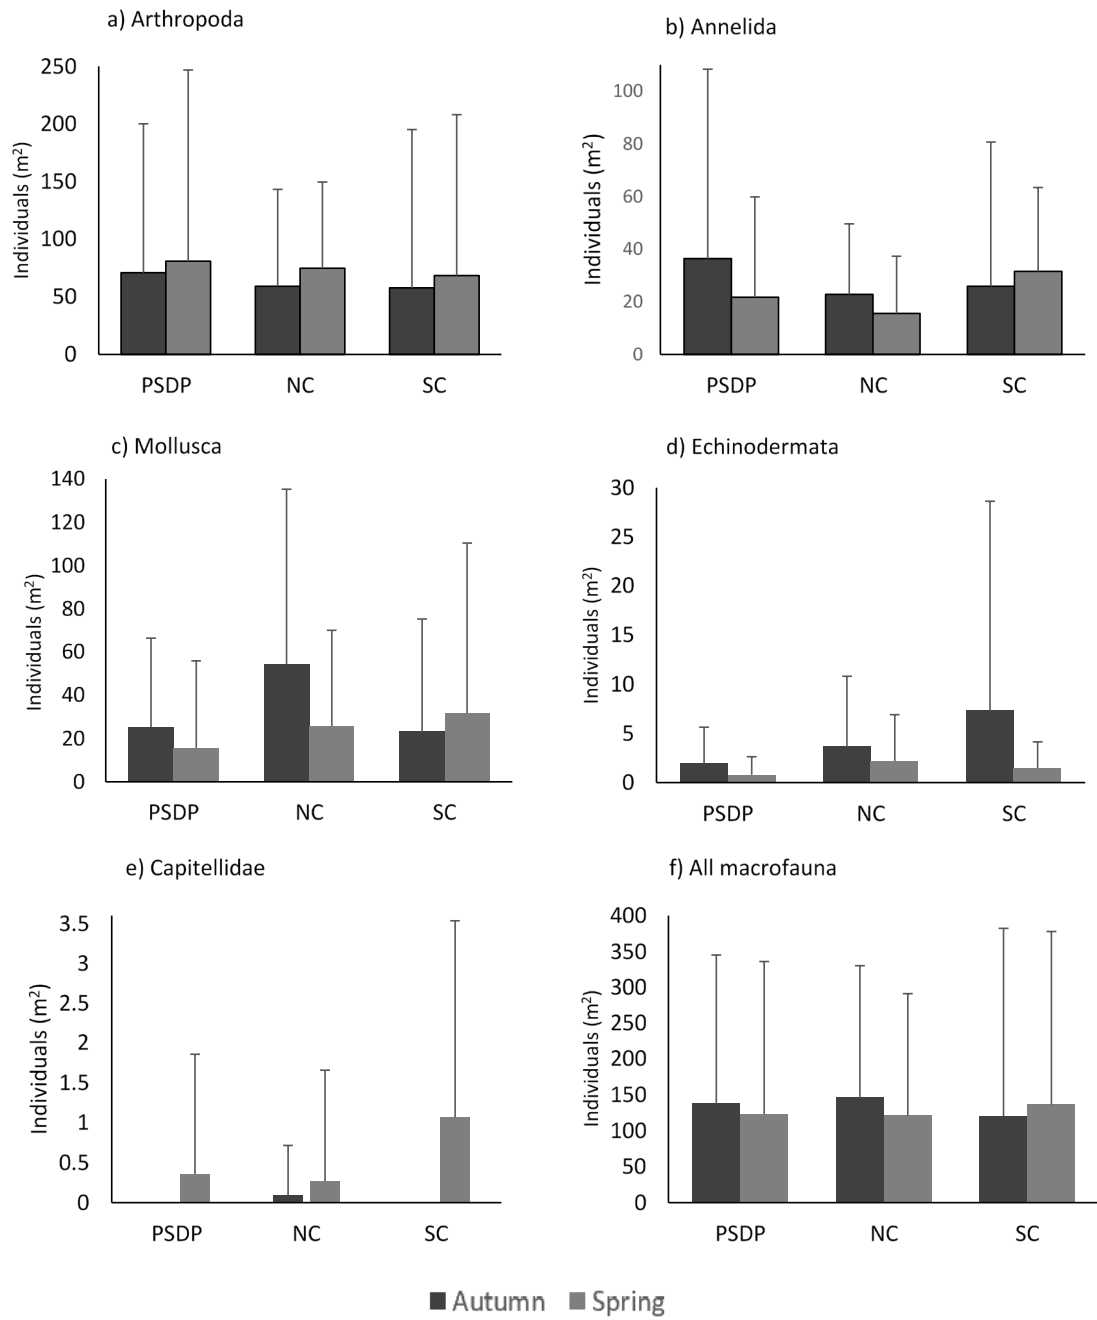 a) Arthropoda
250
200
150
100
50
0
Individuals (m²)
PSDP NC SC
b) Annelida
100
80
60
40
20
0
Individuals (m²)
PSDP NC SC
c) Mollusca
140
120
100
80
60
40
20
0
Individuals (m²)
PSDP NC SC
d) Echinodermata
30
25
20
15
10
5
0
Individuals (m²)
PSDP NC SC
e) Capitellidae
3.5
3
2.5
2
1.5
1
0.5
0
Individuals (m²)
PSDP NC SC
f) All macrofauna
400
350
300
250
200
150
100
50
0
Individuals (m²)
PSDP NC SC
Autumn Spring